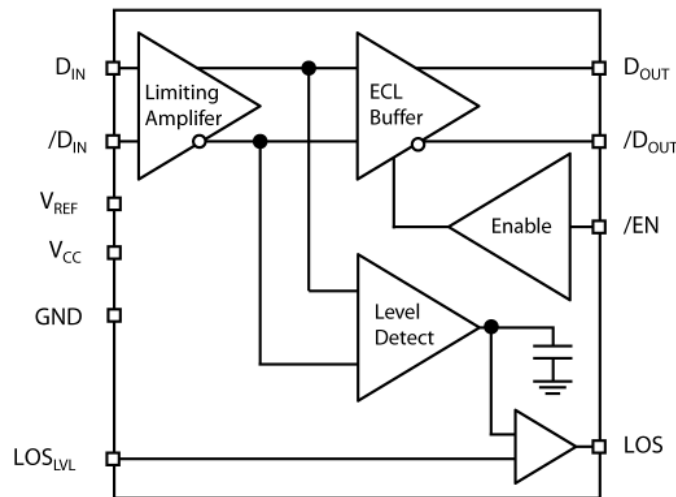 D_IN
/D_IN
V_REF
V_CC
GND
LOS_LVL
Limiting
Amplifer
ECL
Buffer
Enable
Level
Detect
D_OUT
/D_OUT
/EN
LOS